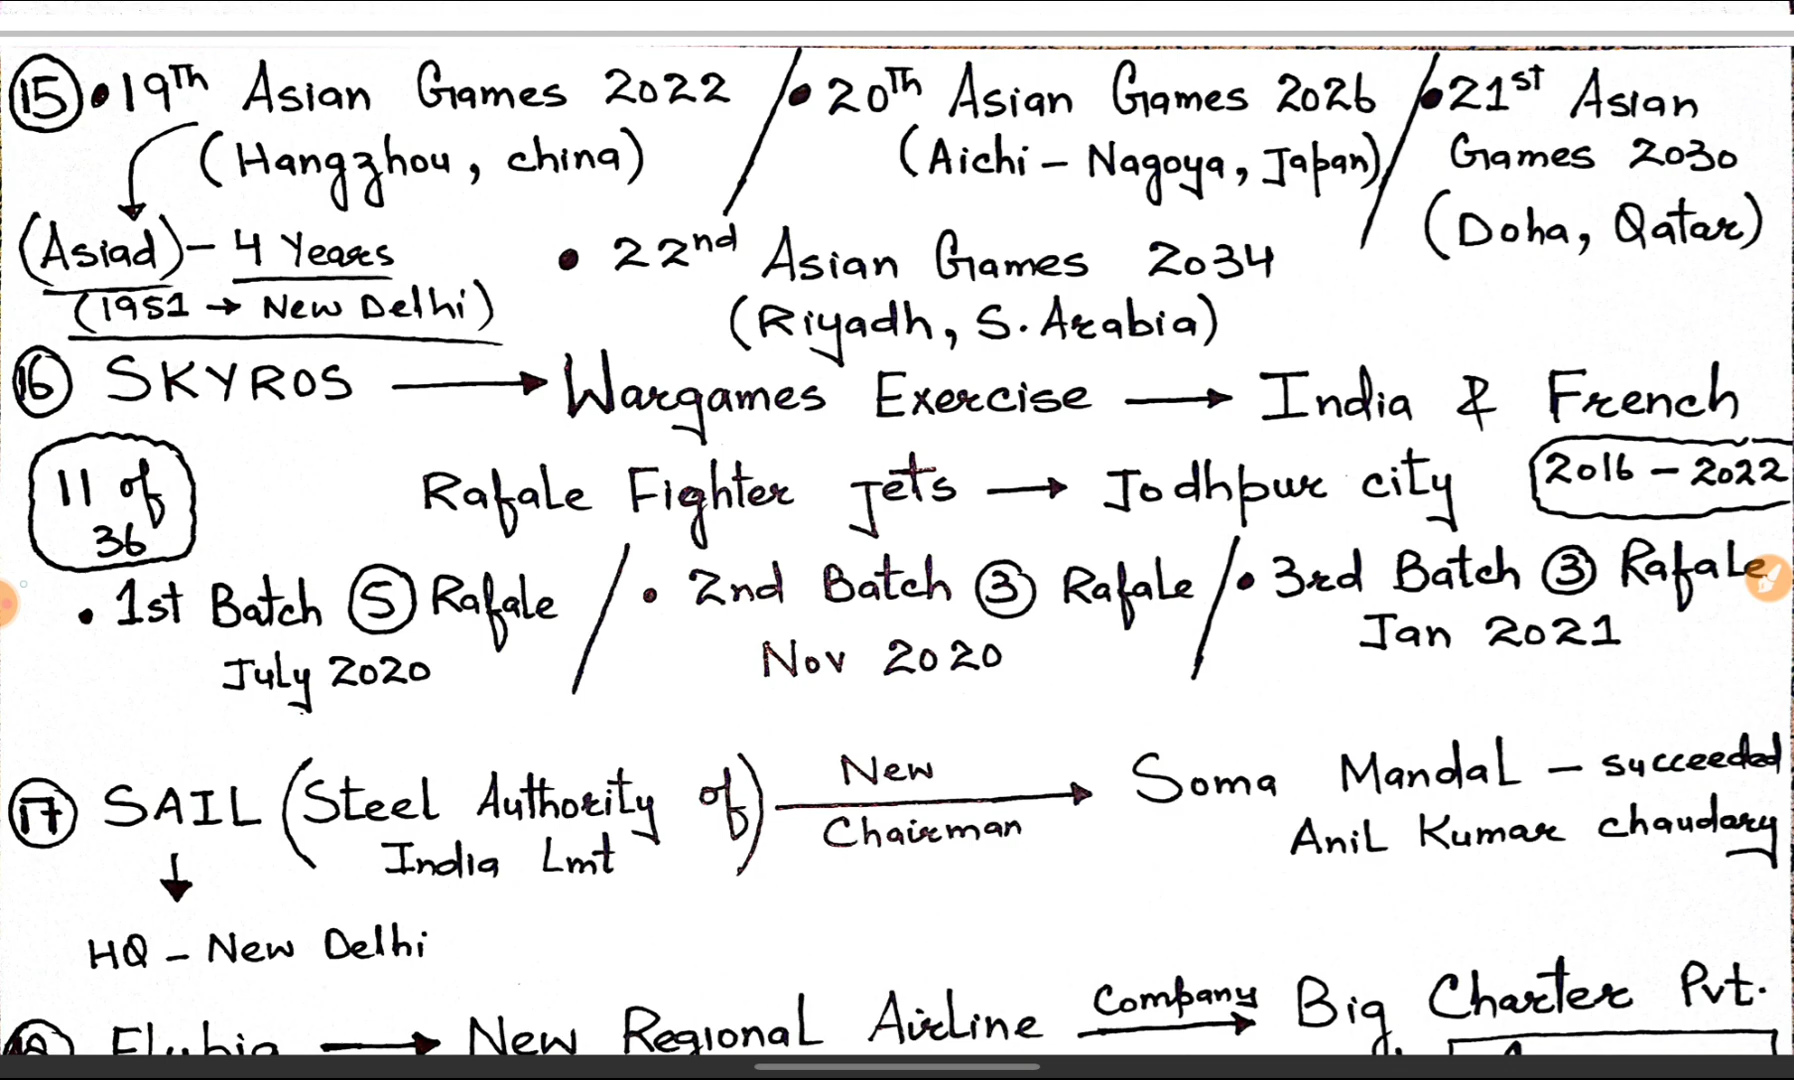 15 • 19Th Asian Games 2022 / • 20Th Asian Games 2026 / • 21st Asian
(Hangzhou, china) (Aichi - Nagoya, Japan) Games 2030
(Asiad) - 4 Years • 22nd Asian Games 2034 (Doha, Qatar)
(1951 → New Delhi) (Riyadh, S. Arabia)
16 SKYROS → Wargames Exercise → India & French
11 of Rafale Fighter Jets → Jodhpur city 2016 - 2022
36
• 1st Batch 5 Rafale / • 2nd Batch 3 Rafale / • 3rd Batch 3 Rafale
July 2020 Nov 2020 Jan 2021
17 SAIL (Steel Authority of) New → Soma Mandal - succeeded
India Lmt Chairman Anil Kumar chaudary
↓
HQ - New Delhi
Flybig → New Regional Airline Company → Big Charter Pvt.